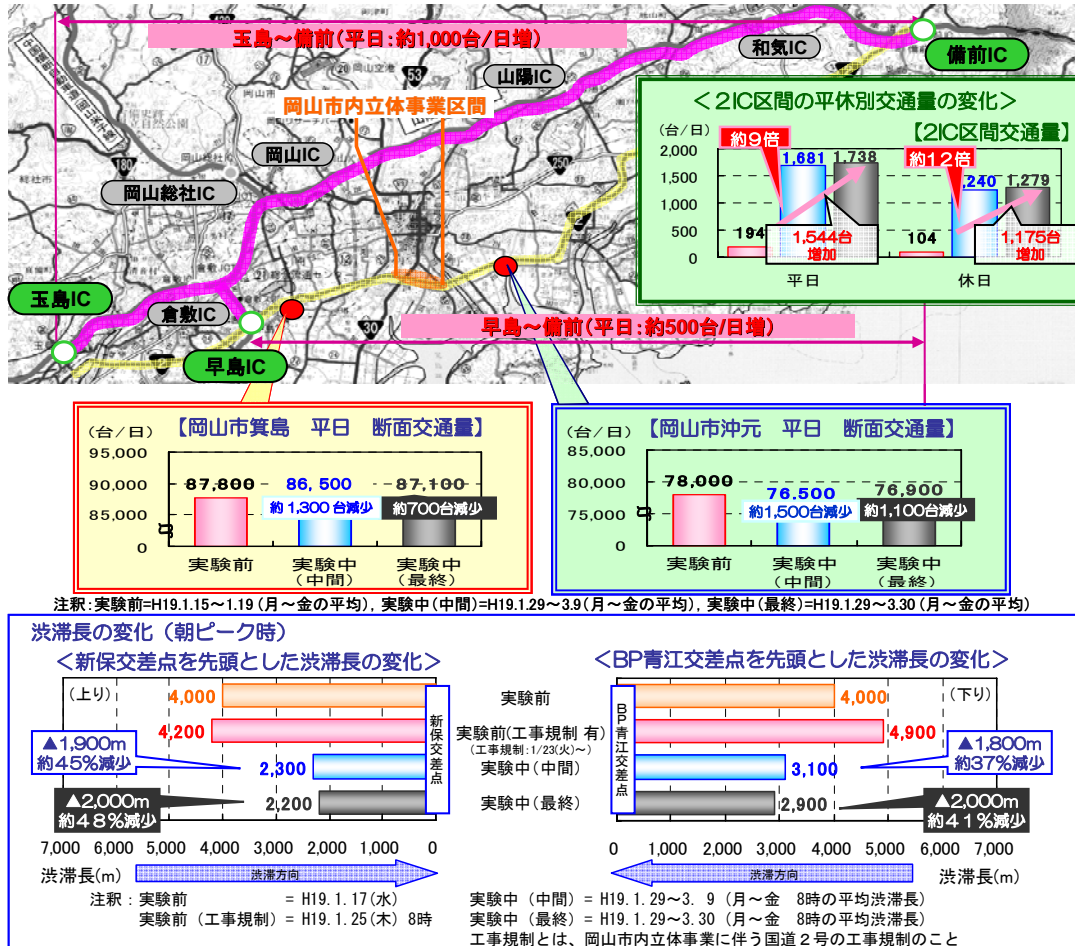 玉島～備前(平日:約1,000台/日増)
和気IC
備前IC
山陽IC
53
岡山空港
岡山市内立体事業区間
岡山IC
180
250
岡山総社IC
玉島IC
倉敷IC
早島IC
30
2
早島～備前(平日:約500台/日増)
＜2IC区間の平休別交通量の変化＞
(台/日)
【2IC区間交通量】
2,000
1,500
1,000
500
0
約9倍
1,681
1,738
194
1,544台
増加
平日
約12倍
,240
1,279
104
1,175台
増加
休日
【岡山市箕島　平日　断面交通量】
(台/日)
95,000
90,000
85,000
0
87,800
86,500
87,100
約1,300台減少
約700台減少
実験前
実験中
(中間)
実験中
(最終)
【岡山市沖元　平日　断面交通量】
(台/日)
85,000
80,000
75,000
0
78,000
76,500
76,900
約1,500台減少
約1,100台減少
実験前
実験中
(中間)
実験中
(最終)
注釈:実験前=H19.1.15～1.19(月～金の平均), 実験中(中間)=H19.1.29～3.9(月～金の平均), 実験中(最終)=H19.1.29～3.30(月～金の平均)
渋滞長の変化（朝ピーク時）
＜新保交差点を先頭とした渋滞長の変化＞
(上り)
4,000
4,200
2,300
2,200
新保交差点
▲1,900m
約45%減少
▲2,000m
約48%減少
7,000 6,000 5,000 4,000 3,000 2,000 1,000 0
渋滞長(m)
渋滞方向
実験前
実験前(工事規制 有)
(工事規制:1/23(火)～)
実験中(中間)
実験中(最終)
＜BP青江交差点を先頭とした渋滞長の変化＞
(下り)
BP青江交差点
4,000
4,900
3,100
2,900
▲1,800m
約37%減少
▲2,000m
約41%減少
0 1,000 2,000 3,000 4,000 5,000 6,000 7,000
渋滞方向
渋滞長(m)
注釈：実験前 = H19.1.17(水)
実験前（工事規制）= H19.1.25(木) 8時
実験中（中間）= H19.1.29～3. 9 (月～金 8時の平均渋滞長)
実験中（最終）= H19.1.29～3.30 (月～金 8時の平均渋滞長)
工事規制とは、岡山市内立体事業に伴う国道２号の工事規制のこと